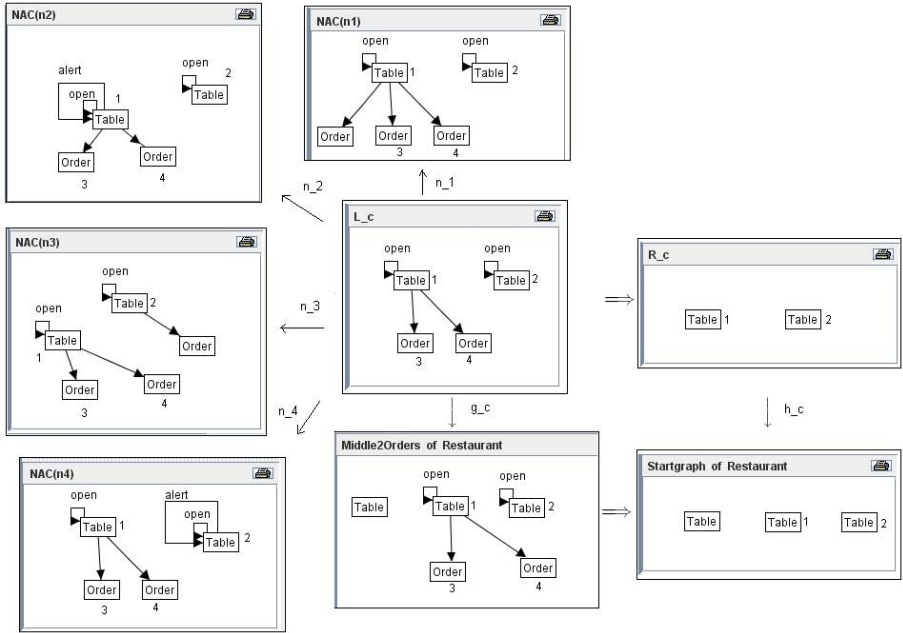 NAC(n2)
alert
open
1
Table
open
2
Table
Order
3
Order
4
NAC(n1)
open
Table 1
open
Table 2
Order
Order
3
Order
4
n_2
n_1
L_c
open
Table 1
open
Table 2
Order
3
Order
4
NAC(n3)
open
Table 2
open
Table
1
Order
Order
3
Order
4
n_3
R_c
Table 1
Table 2
n_4
g_c
h_c
NAC(n4)
open
Table 1
alert
open
Table 2
Order
3
Order
4
Middle2Orders of Restaurant
Table
open
Table 1
open
Table 2
Order
3
Order
4
Startgraph of Restaurant
Table
Table 1
Table 2